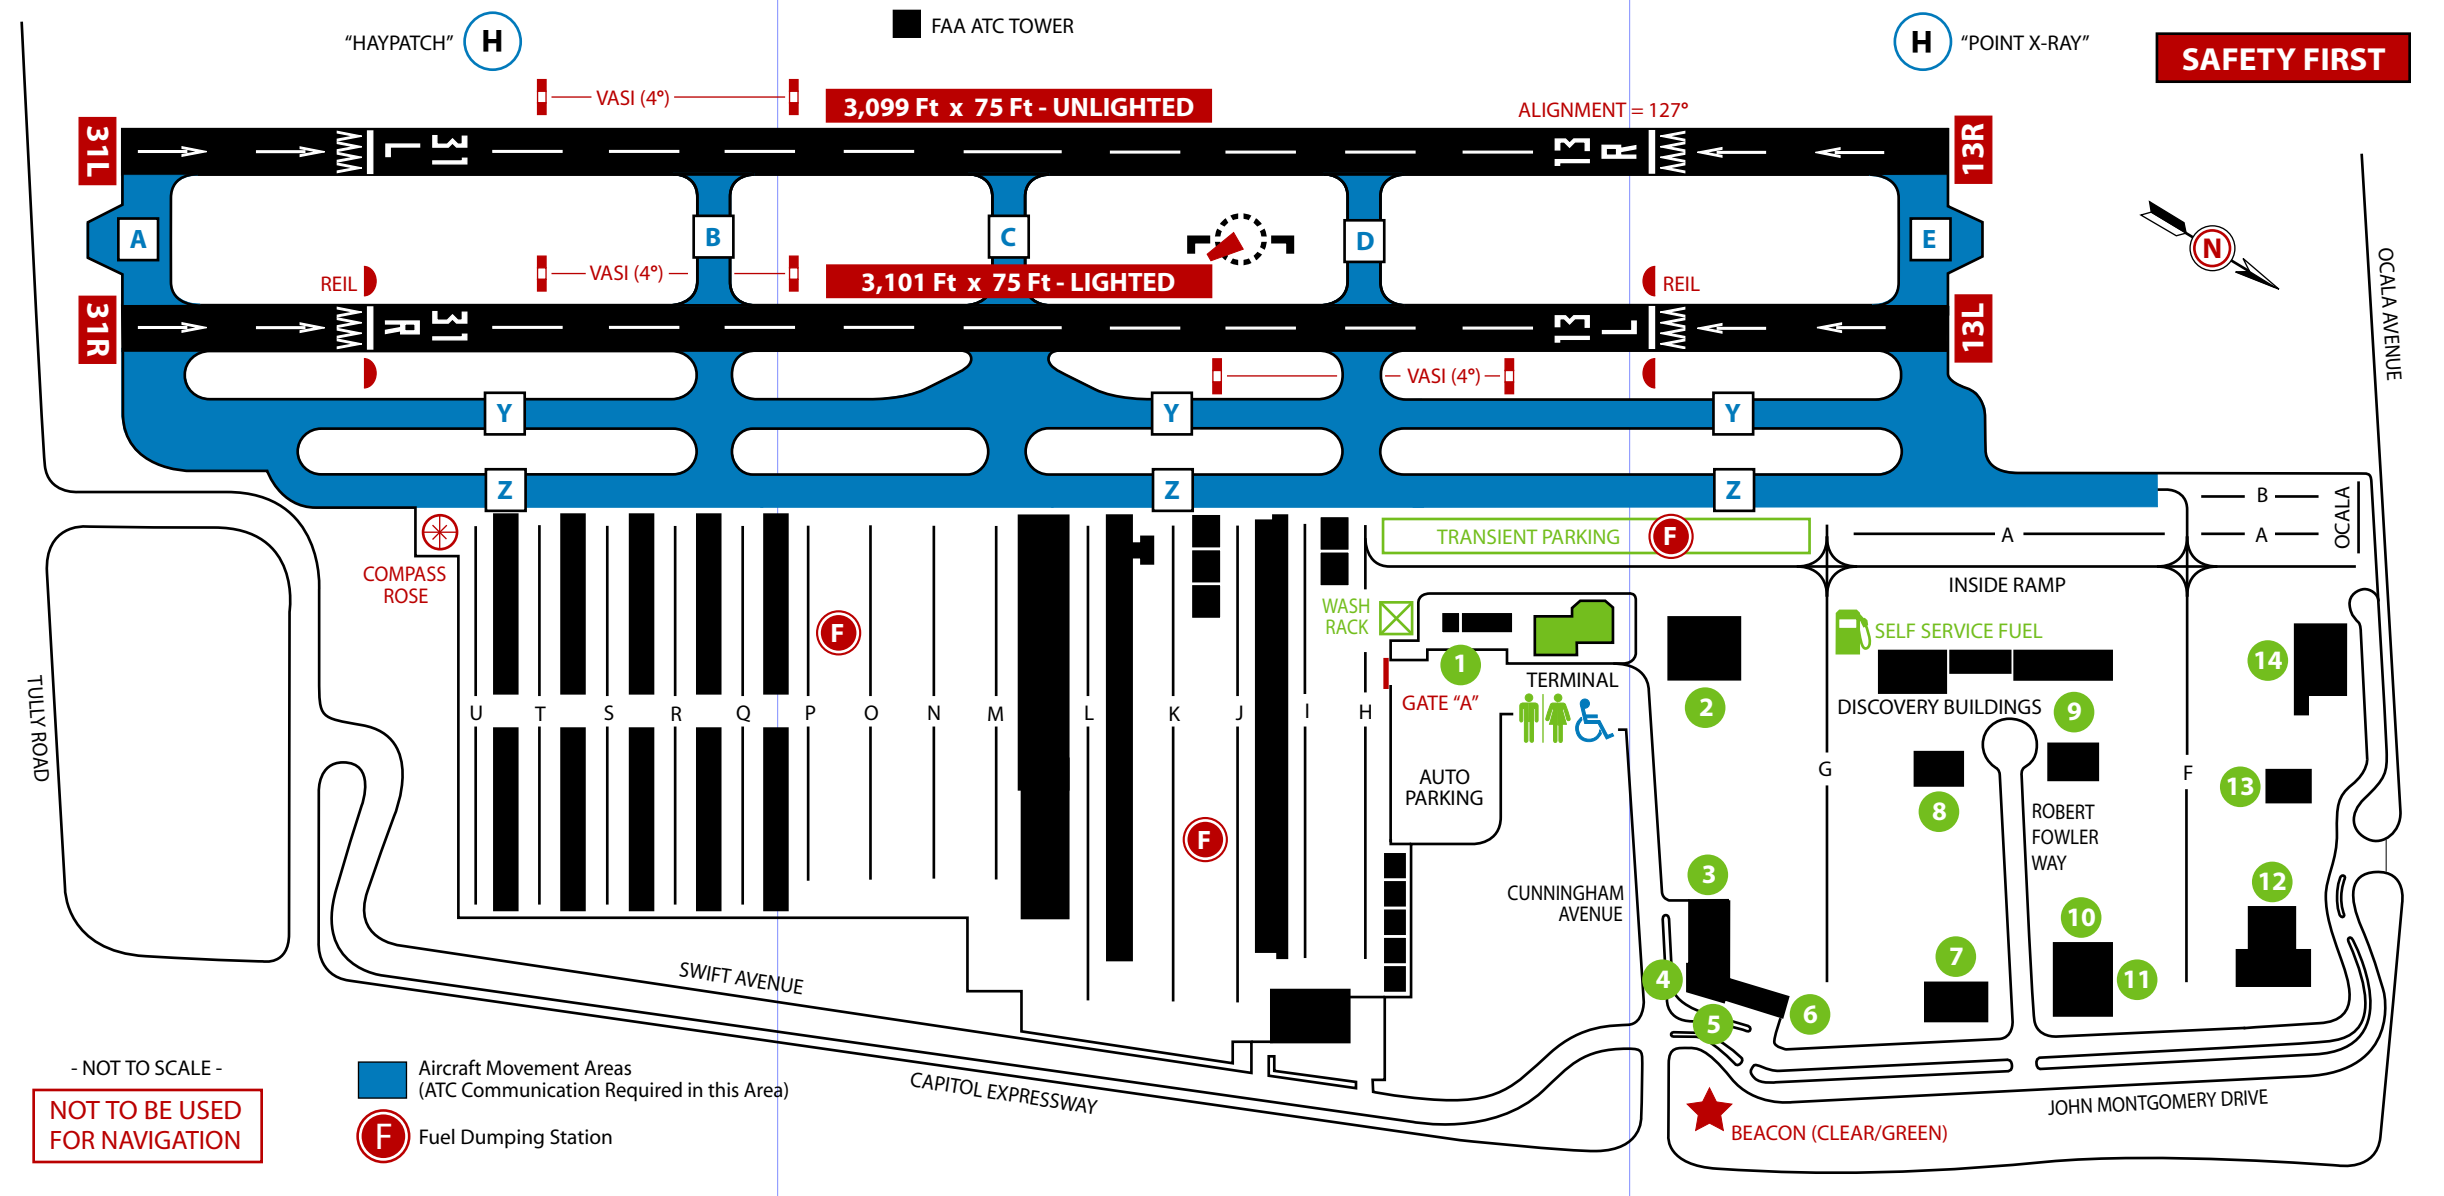 "HAYPATCH"
H
FAA ATC TOWER
H
"POINT X-RAY"
SAFETY FIRST
VASI (4°)
3,099 Ft x 75 Ft - UNLIGHTED
ALIGNMENT = 127°
31L
L
31
13
R
13R
A
B
C
D
E
N
REIL
VASI (4°)
3,101 Ft x 75 Ft - LIGHTED
REIL
31R
R
31
13
L
13L
OCALA AVENUE
VASI (4°)
Y
Y
Y
Z
Z
Z
B
A
A
OCALA
COMPASS
ROSE
TRANSIENT PARKING
F
INSIDE RAMP
F
WASH
RACK
SELF SERVICE FUEL
1
TERMINAL
14
GATE "A"
2
DISCOVERY BUILDINGS
9
TULLY ROAD
U
T
S
R
Q
P
O
N
M
L
K
J
I
H
G
F
AUTO
PARKING
13
8
ROBERT
FOWLER
WAY
F
CUNNINGHAM
AVENUE
3
12
10
7
4
11
5
6
SWIFT AVENUE
CAPITOL EXPRESSWAY
JOHN MONTGOMERY DRIVE
BEACON (CLEAR/GREEN)
- NOT TO SCALE -
NOT TO BE USED
FOR NAVIGATION
Aircraft Movement Areas
(ATC Communication Required in this Area)
F
Fuel Dumping Station